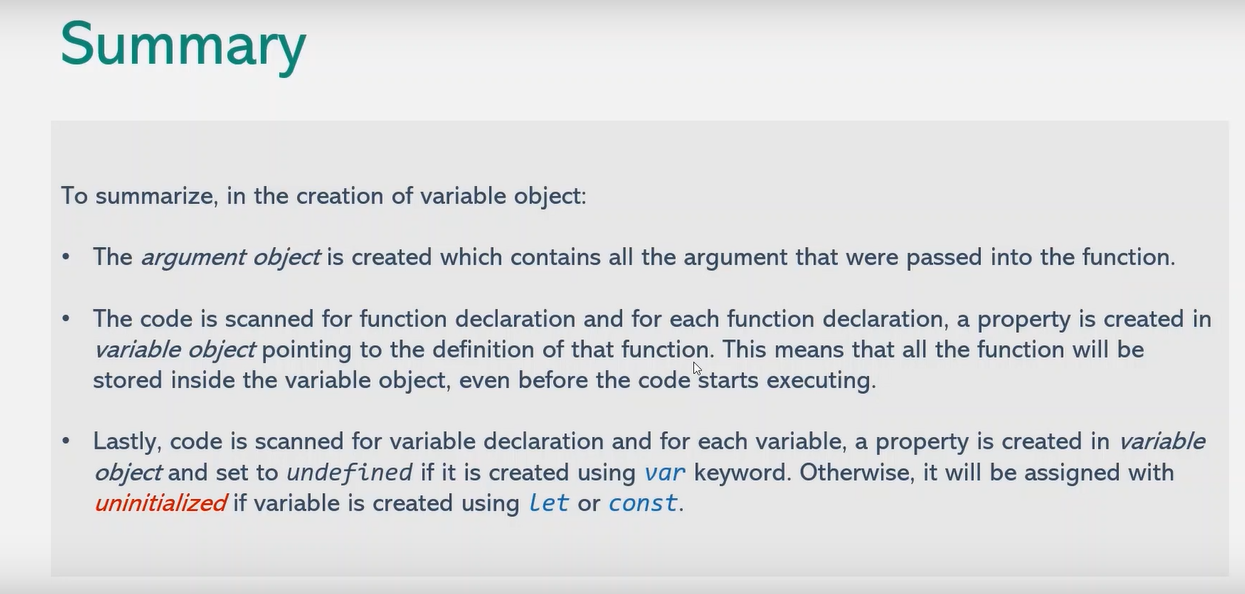 Summary
To summarize, in the creation of variable object:
• The argument object is created which contains all the argument that were passed into the function.
• The code is scanned for function declaration and for each function declaration, a property is created in
variable object pointing to the definition of that function. This means that all the function will be
stored inside the variable object, even before the code starts executing.
• Lastly, code is scanned for variable declaration and for each variable, a property is created in variable
object and set to undefined if it is created using var keyword. Otherwise, it will be assigned with
uninitialized if variable is created using let or const.